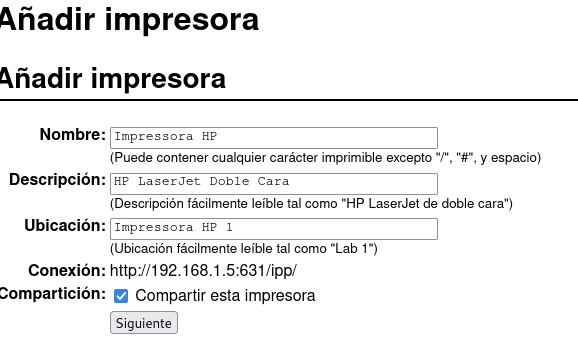 Añadir impresora
Añadir impresora
Nombre: Impressora HP
(Puede contener cualquier carácter imprimible excepto "/", "#", y espacio)
Descripción: HP LaserJet Doble Cara
(Descripción fácilmente leíble tal como "HP LaserJet de doble cara")
Ubicación: Impressora HP 1
(Ubicación fácilmente leíble tal como "Lab 1")
Conexión: http://192.168.1.5:631/ipp/
Compartición: Compartir esta impresora
Siguiente